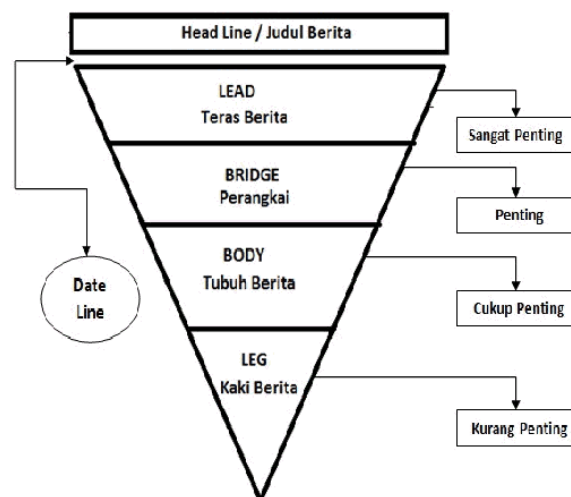 Head Line / Judul Berita
LEAD
Teras Berita
Sangat Penting
BRIDGE
Perangkai
Penting
BODY
Tubuh Berita
Date
Line
Cukup Penting
LEG
Kaki Berita
Kurang Penting